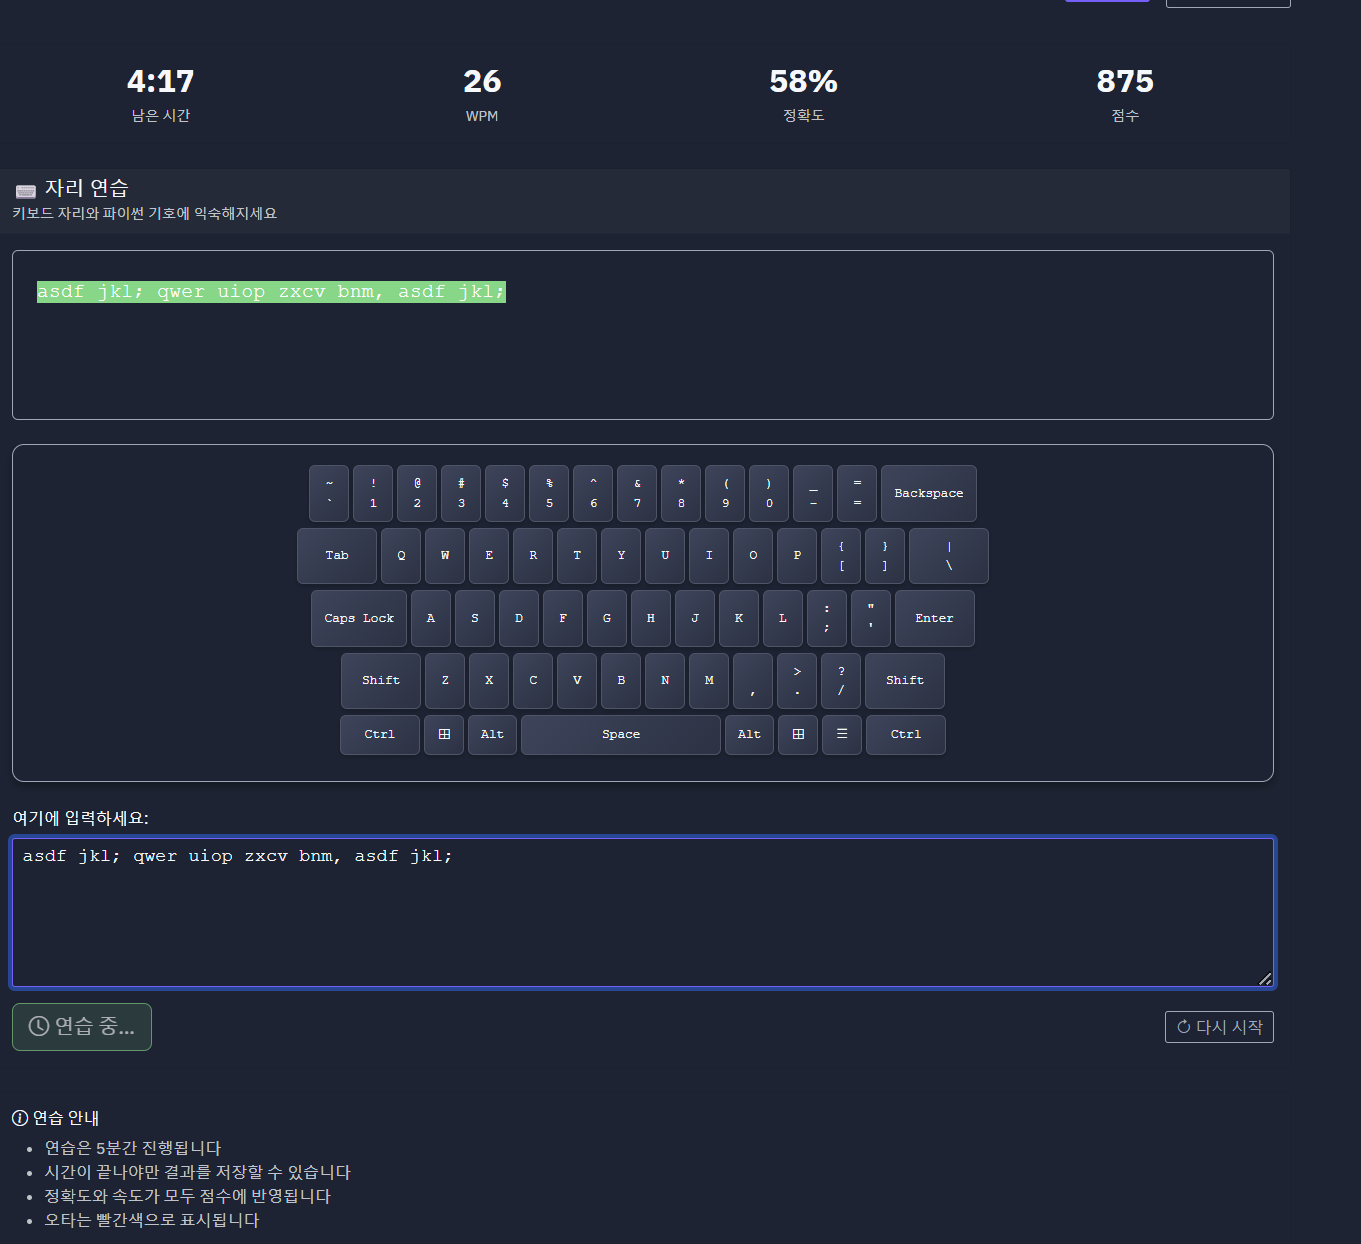 4:17 26 58% 875
남은 시간 WPM 정확도 점수
자리 연습
키보드 자리와 파이썬 기호에 익숙해지세요
asdf jkl; qwer uiop zxcv bnm, asdf jkl;
~ ! @ # $ % ^ & * ( ) _ =
` 1 2 3 4 5 6 7 8 9 0 - = Backspace
Tab Q W E R T Y U I O P { } |
[ ] \
Caps Lock A S D F G H J K L : " Enter
; '
Shift Z X C V B N M , > ? Shift
. /
Ctrl Alt Space Alt ☰ Ctrl
여기에 입력하세요:
asdf jkl; qwer uiop zxcv bnm, asdf jkl;
연습 중... 다시 시작
연습 안내
연습은 5분간 진행됩니다
시간이 끝나야만 결과를 저장할 수 있습니다
정확도와 속도가 모두 점수에 반영됩니다
오타는 빨간색으로 표시됩니다